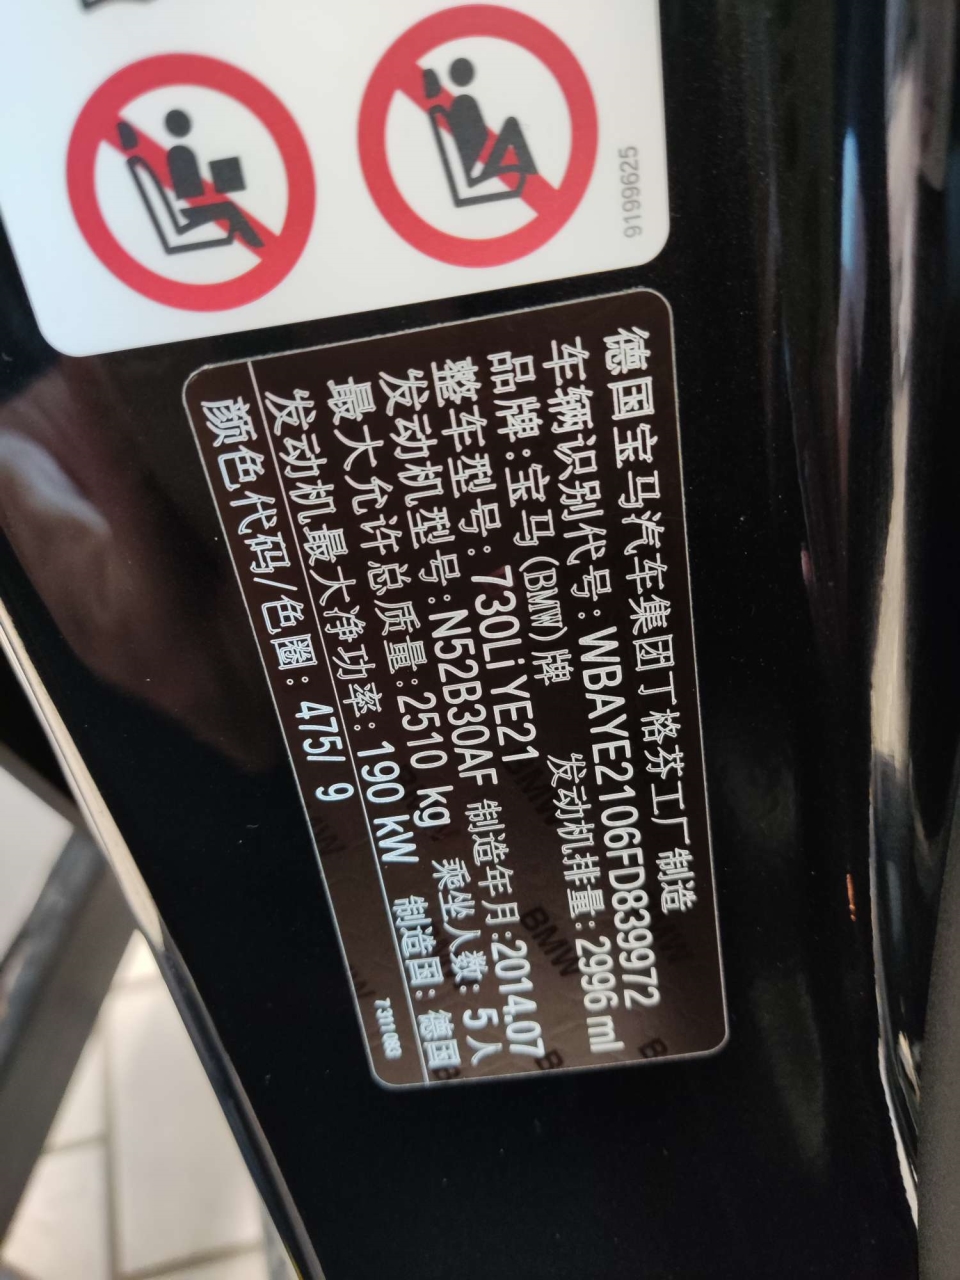 9199625
德国宝马汽车集团丁格芬工厂制造
车辆识别代号:WBAYE2106FD839972
品牌:宝马(BMW)牌 发动机排量:2996 ml
整车型号:730Li YE21
发动机型号:N52B30AF 制造年月:2014.07
最大允许总质量:2510 kg 乘坐人数:5人
发动机最大净功率:190 kW 制造国:德国
颜色代码/色圈:475/ 9
7311083